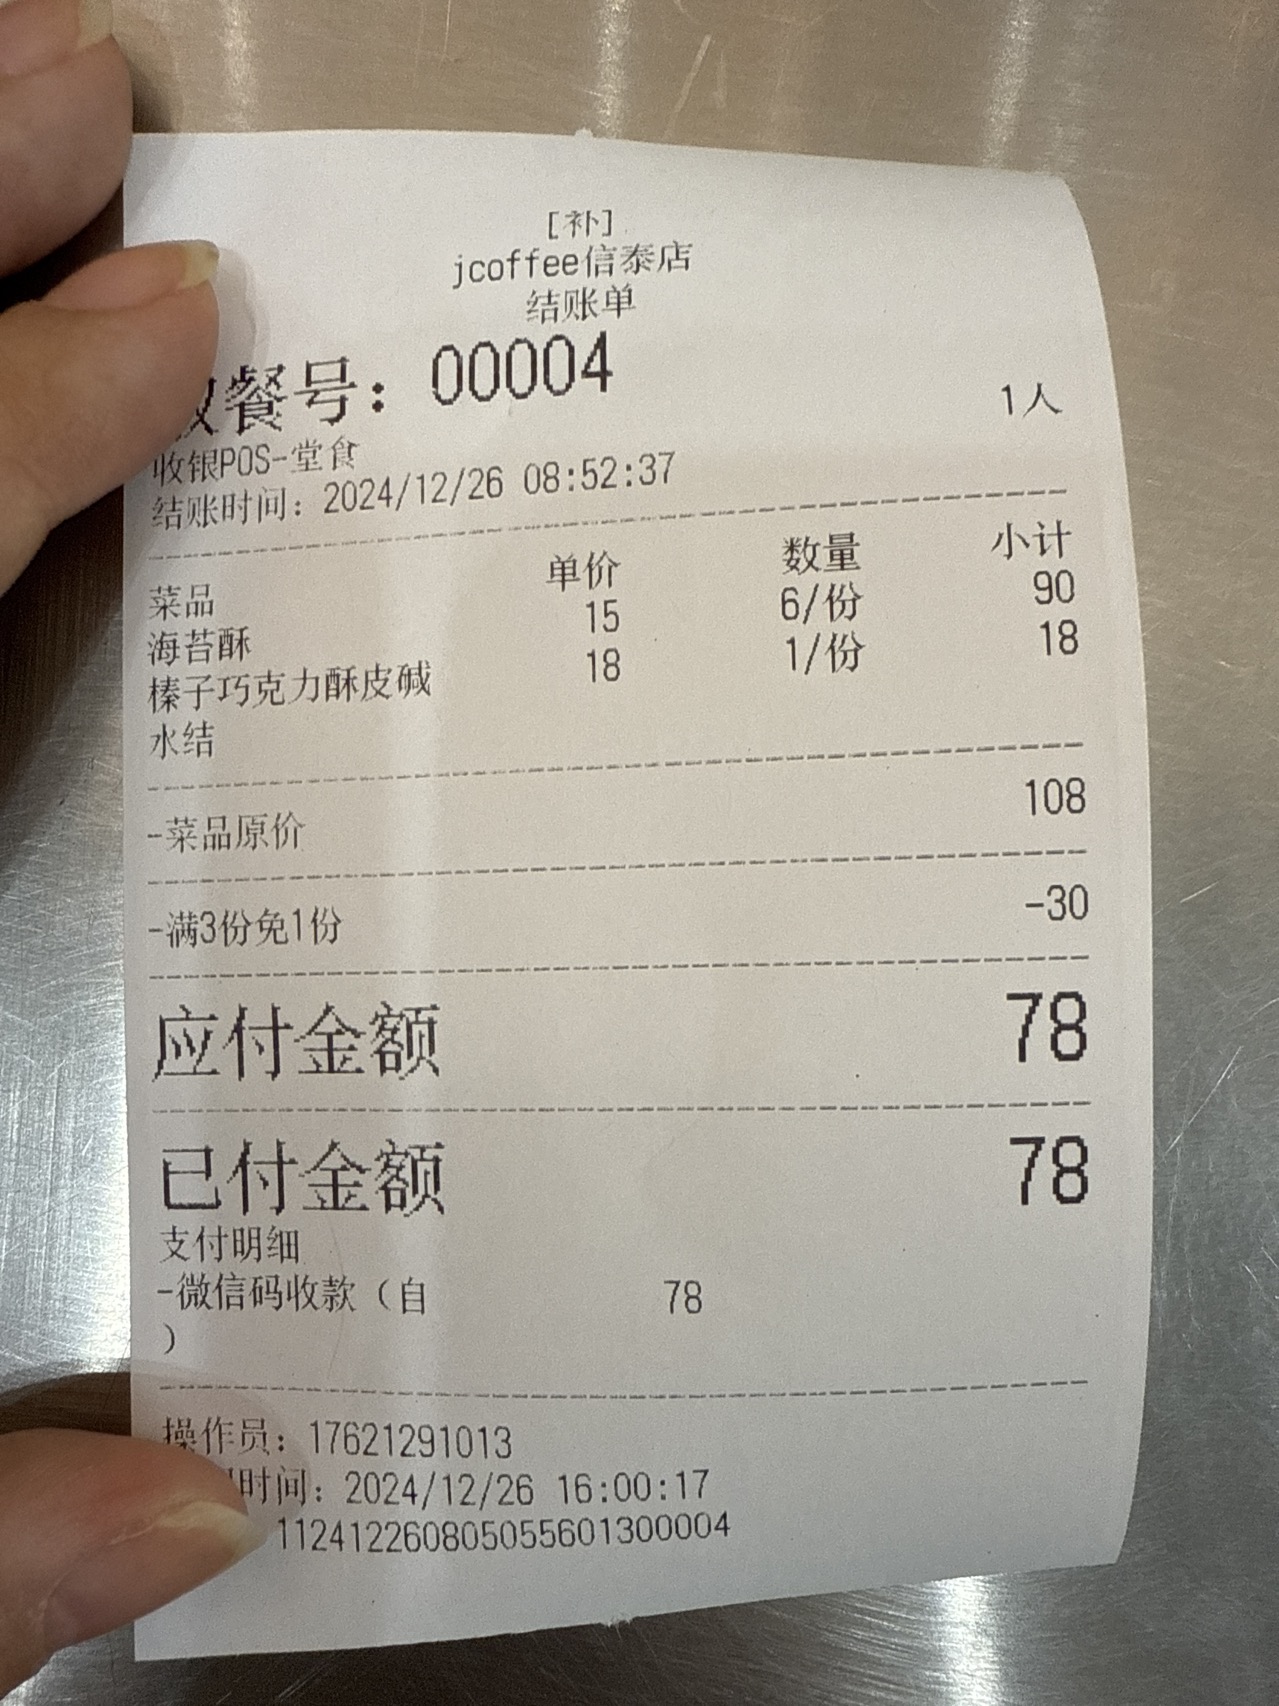 [补]
jcoffee信泰店
结账单
餐号：00004
1人
收银POS-堂食
结账时间：2024/12/26 08:52:37
菜品 单价 数量 小计
海苔酥 15 6/份 90
榛子巧克力酥皮碱 18 1/份 18
水结
-菜品原价 108
-满3份免1份 -30
应付金额 78
已付金额 78
支付明细
-微信码收款（自 78
）
操作员：17621291013
时间：2024/12/26 16:00:17
112412260805055601300004